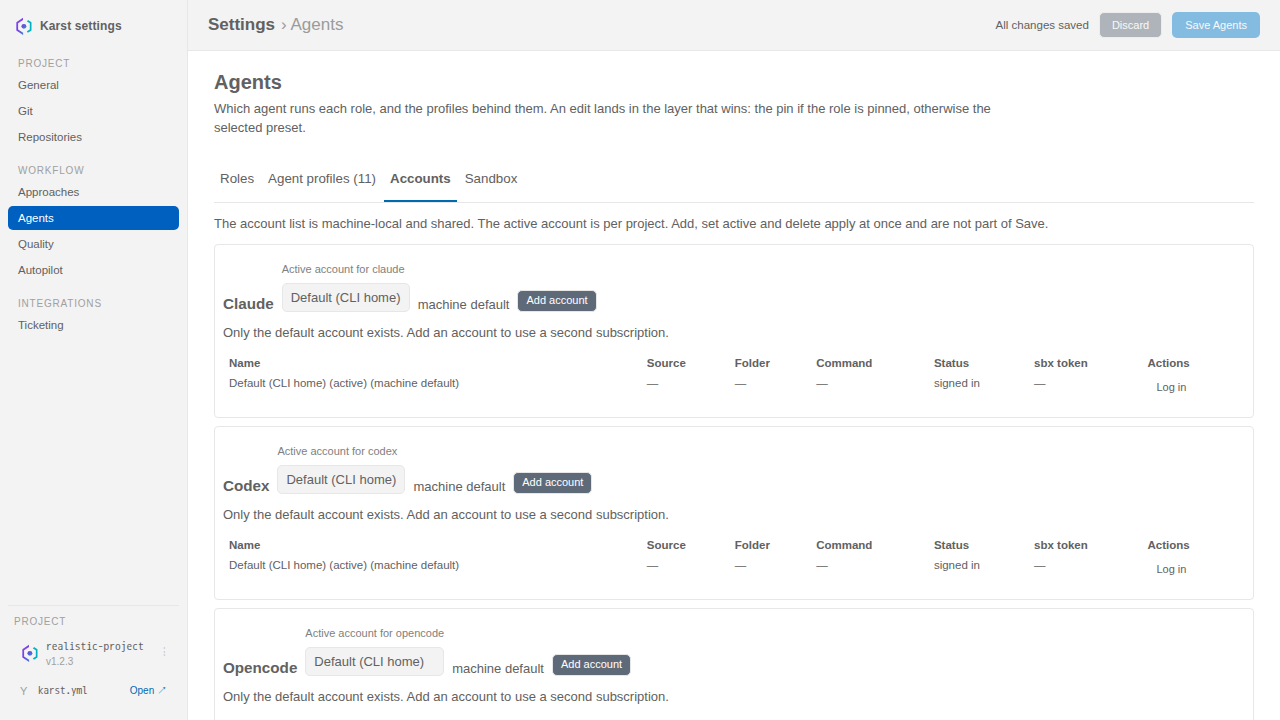 Karst settings
PROJECT
General
Git
Repositories
WORKFLOW
Approaches
Agents
Quality
Autopilot
INTEGRATIONS
Ticketing
PROJECT
realistic-project
v1.2.3
Y karst.yml Open ↗
Settings › Agents
All changes saved Discard Save Agents
Agents
Which agent runs each role, and the profiles behind them. An edit lands in the layer that wins: the pin if the role is pinned, otherwise the
selected preset.
Roles Agent profiles (11) Accounts Sandbox
The account list is machine-local and shared. The active account is per project. Add, set active and delete apply at once and are not part of Save.
Active account for claude
Claude Default (CLI home) machine default Add account
Only the default account exists. Add an account to use a second subscription.
Name Source Folder Command Status sbx token Actions
Default (CLI home) (active) (machine default) — — — signed in — Log in
Active account for codex
Codex Default (CLI home) machine default Add account
Only the default account exists. Add an account to use a second subscription.
Name Source Folder Command Status sbx token Actions
Default (CLI home) (active) (machine default) — — — signed in — Log in
Active account for opencode
Opencode Default (CLI home) machine default Add account
Only the default account exists. Add an account to use a second subscription.